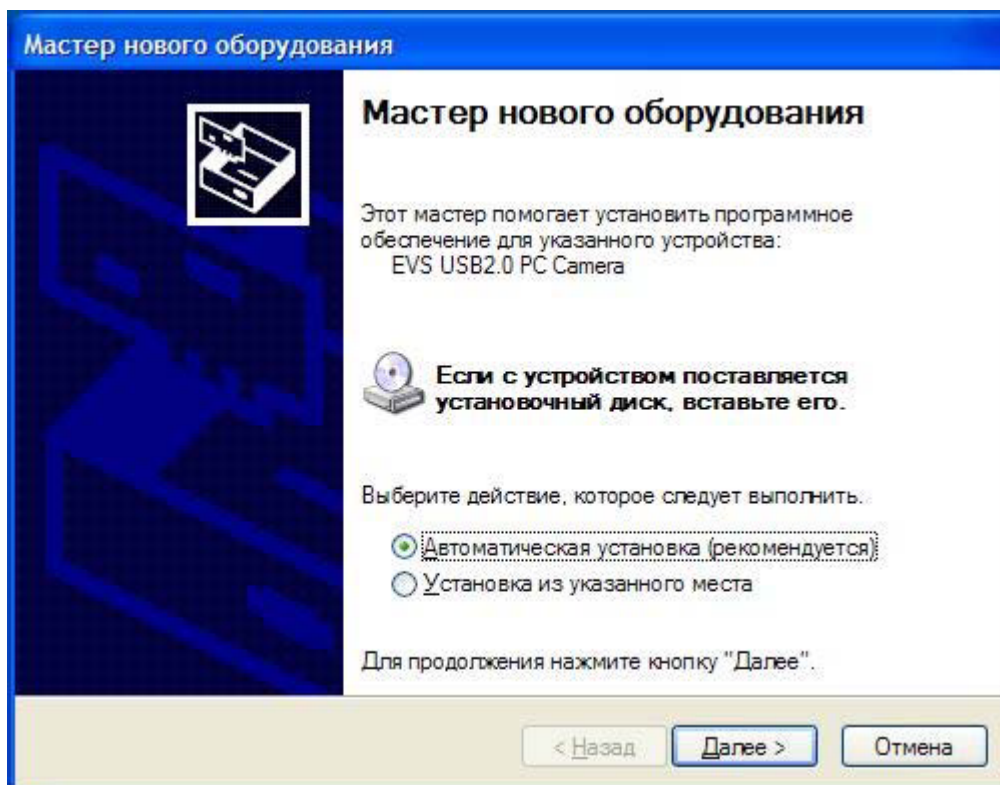 Мастер нового оборудования
Мастер нового оборудования
Этот мастер помогает установить программное
обеспечение для указанного устройства:
EVS USB2.0 PC Camera
Если с устройством поставляется
установочный диск, вставьте его.
Выберите действие, которое следует выполнить.
Автоматическая установка (рекомендуется)
Установка из указанного места
Для продолжения нажмите кнопку "Далее".
< Назад Далее > Отмена